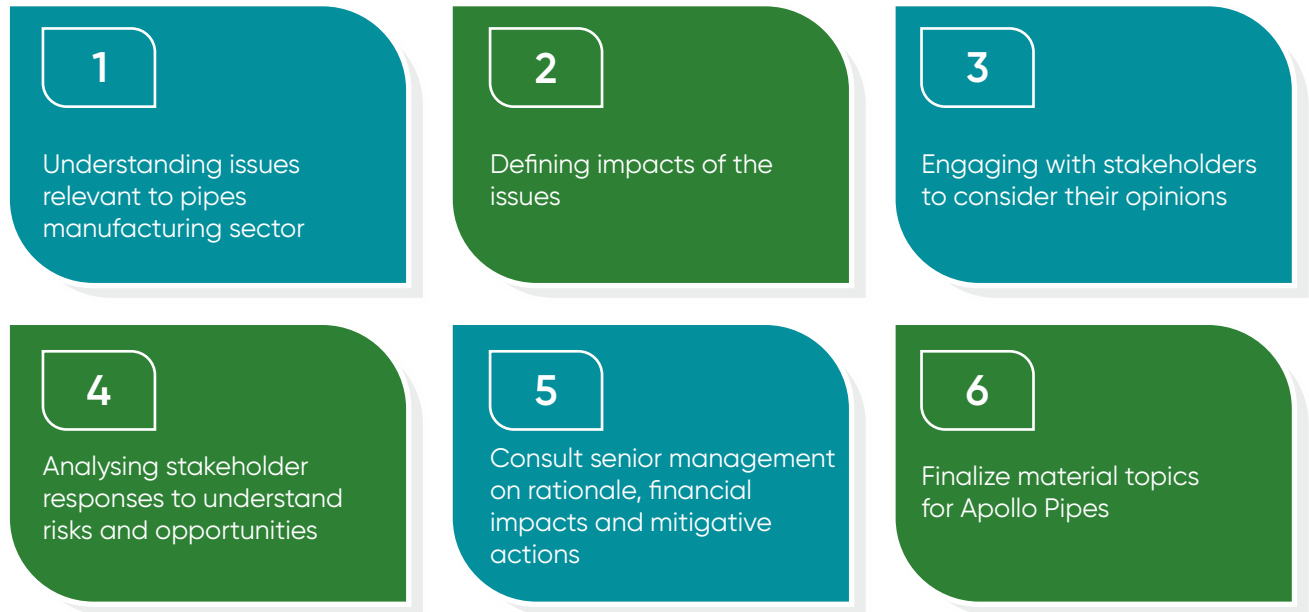 1
Understanding issues
relevant to pipes
manufacturing sector
2
Defining impacts of the
issues
3
Engaging with stakeholders
to consider their opinions
4
Analysing stakeholder
responses to understand
risks and opportunities
5
Consult senior management
on rationale, financial
impacts and mitigative
actions
6
Finalize material topics
for Apollo Pipes